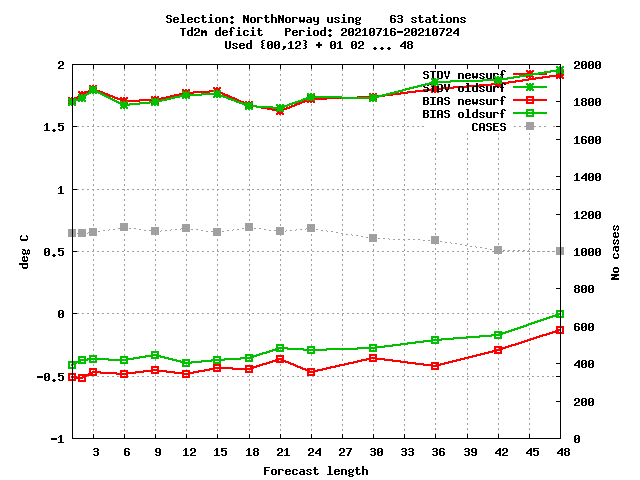 Selection: NorthNorway using    63 stations
Td2m deficit   Period: 20210716-20210724
Used {00,12} + 01 02 ... 48
2
1.5
1
0.5
0
-0.5
-1
deg C
2000
1800
1600
1400
1200
1000
800
600
400
200
0
No cases
STDV newsurf
STDV oldsurf
BIAS newsurf
BIAS oldsurf
CASES
3 6 9 12 15 18 21 24 27 30 33 36 39 42 45 48
Forecast length